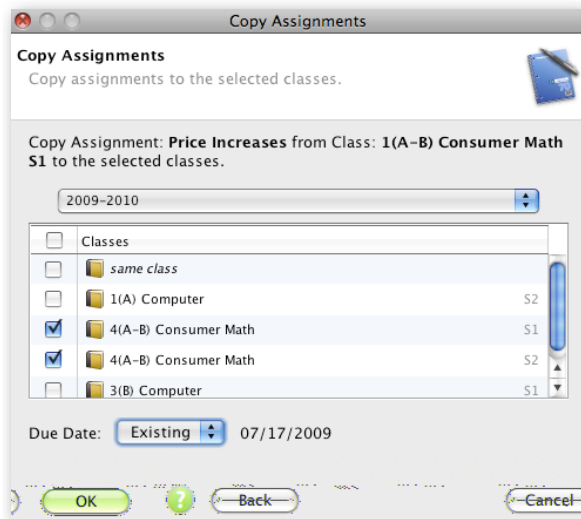 Copy Assignments
Copy Assignments
Copy assignments to the selected classes.
Copy Assignment: Price Increases from Class: 1(A-B) Consumer Math
S1 to the selected classes.
2009-2010
Classes
same class
1(A) Computer S2
4(A-B) Consumer Math S1
4(A-B) Consumer Math S2
3(B) Computer S1
Due Date: Existing 07/17/2009
OK ? Back Cancel